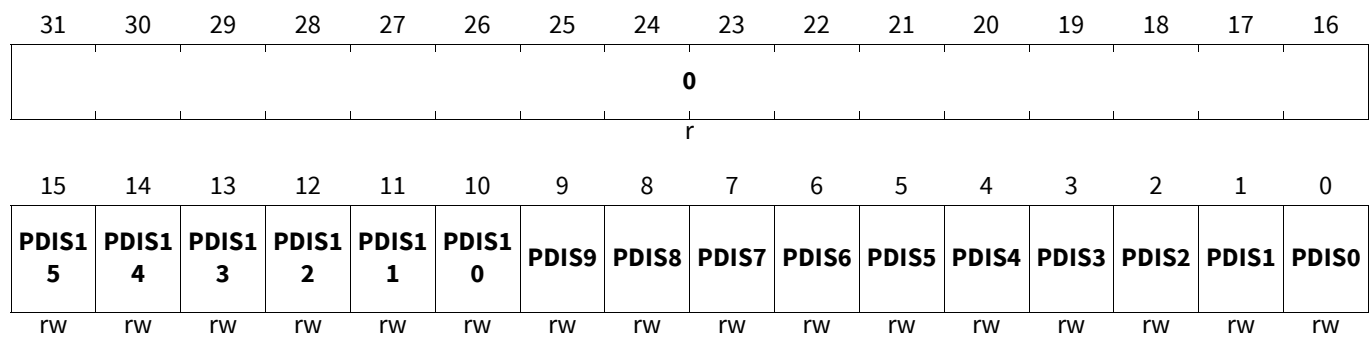 31 30 29 28 27 26 25 24 23 22 21 20 19 18 17 16
0
r
15 14 13 12 11 10 9 8 7 6 5 4 3 2 1 0
PDIS1 PDIS1 PDIS1 PDIS1 PDIS1 PDIS1 PDIS9 PDIS8 PDIS7 PDIS6 PDIS5 PDIS4 PDIS3 PDIS2 PDIS1 PDIS0
5 4 3 2 1 0
rw rw rw rw rw rw rw rw rw rw rw rw rw rw rw rw